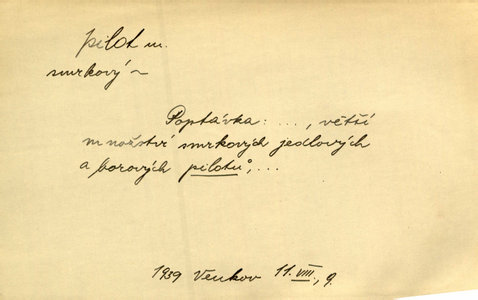 pilot m.
smrkový ~
Poptávka: ..., větší
množství smrkových jedlových
a borových pilotů, ...
1939 Venkov 11. VIII., 9.